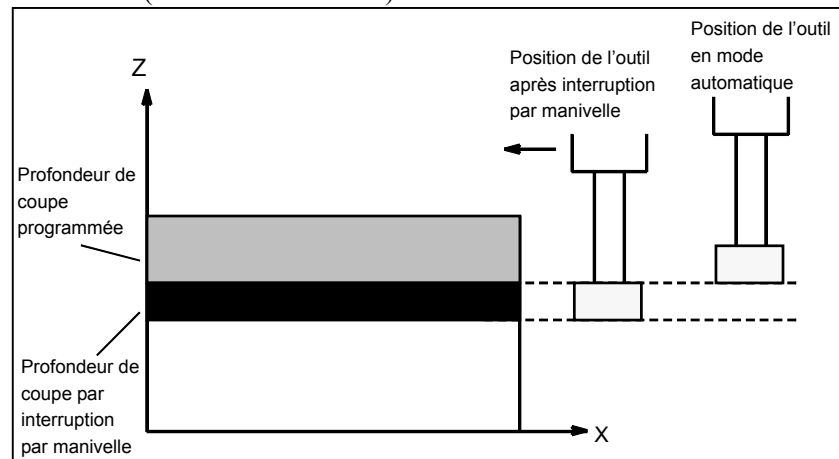 Position de l'outil
en mode
automatique
Position de l'outil
après interruption
par manivelle
Z
Profondeur de
coupe
programmée
Profondeur de
coupe par
interruption
par manivelle
X